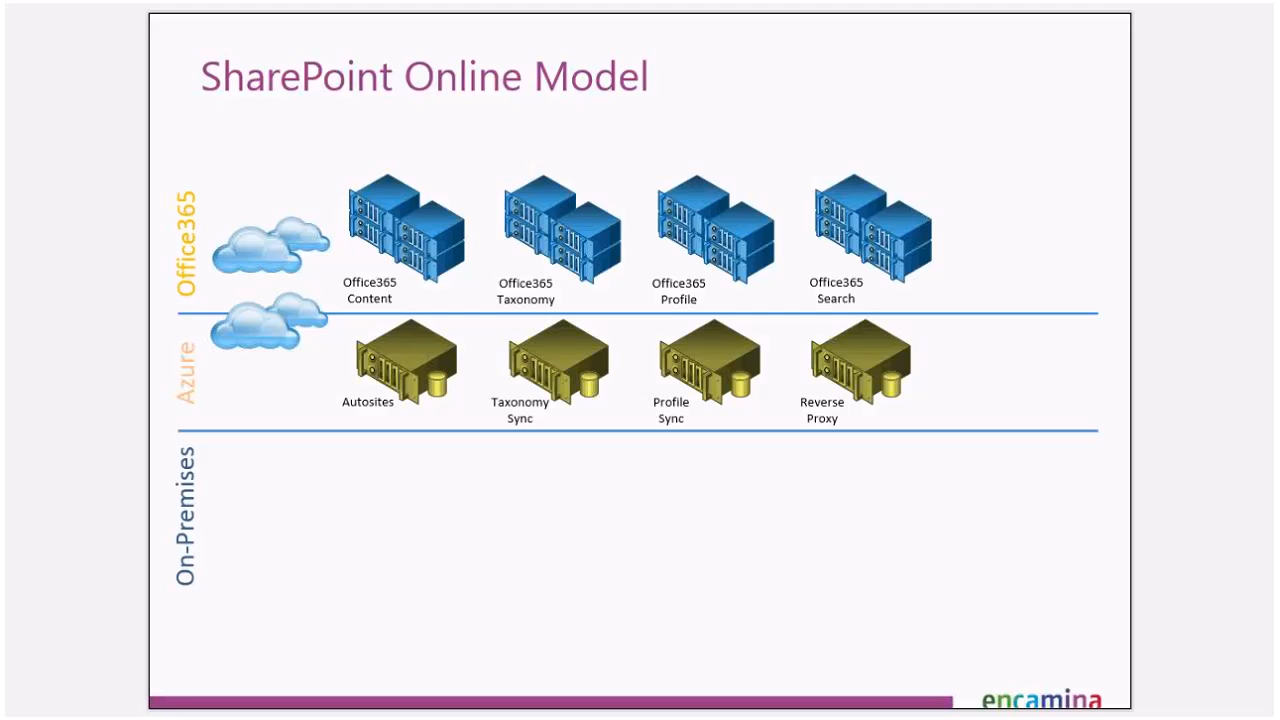 SharePoint Online Model
Office365
Office365
Content
Office365
Taxonomy
Office365
Profile
Office365
Search
Azure
Autosites
Taxonomy
Sync
Profile
Sync
Reverse
Proxy
On-Premises
encamina